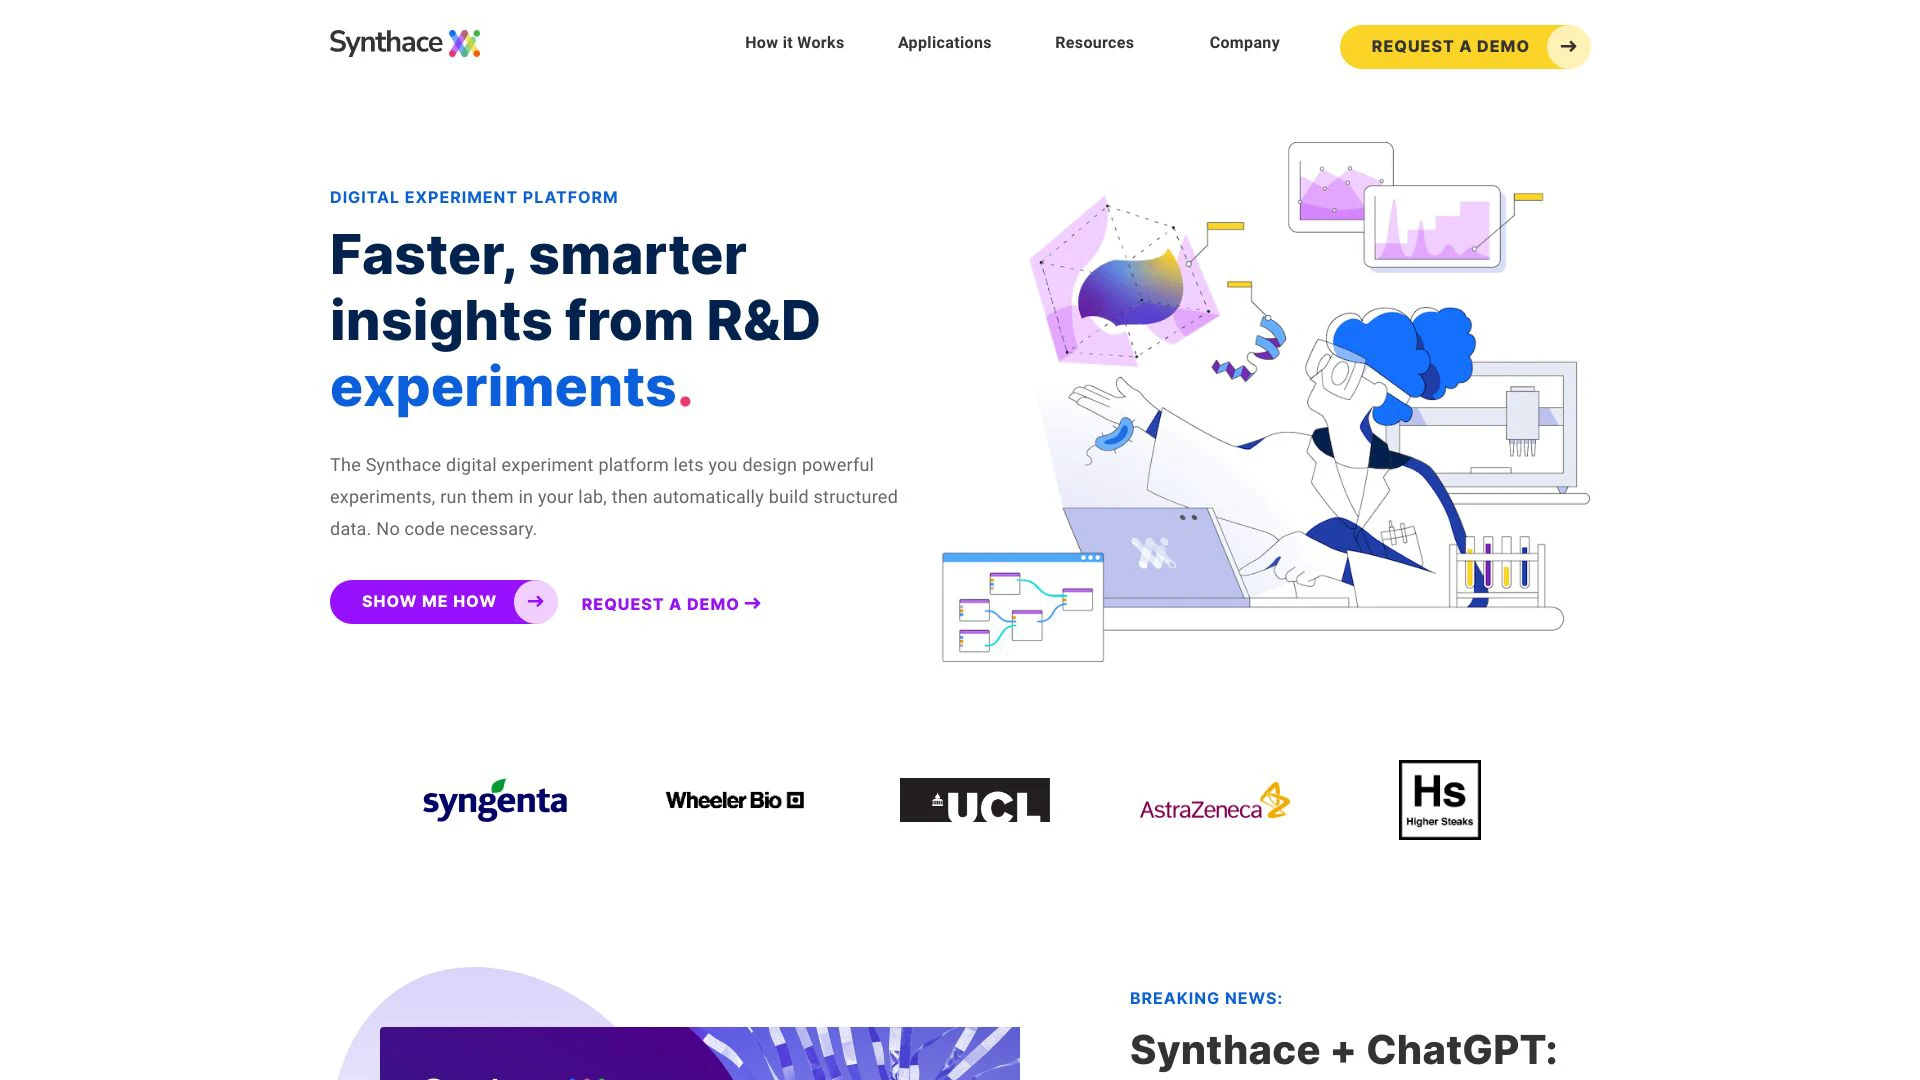 Synthace
How it Works
Applications
Resources
Company
REQUEST A DEMO
DIGITAL EXPERIMENT PLATFORM
Faster, smarter
insights from R&D
experiments.
The Synthace digital experiment platform lets you design powerful
experiments, run them in your lab, then automatically build structured
data. No code necessary.
SHOW ME HOW
REQUEST A DEMO
syngenta
Wheeler Bio
UCL
AstraZeneca
Hs
Higher Steaks
BREAKING NEWS:
Synthace + ChatGPT: